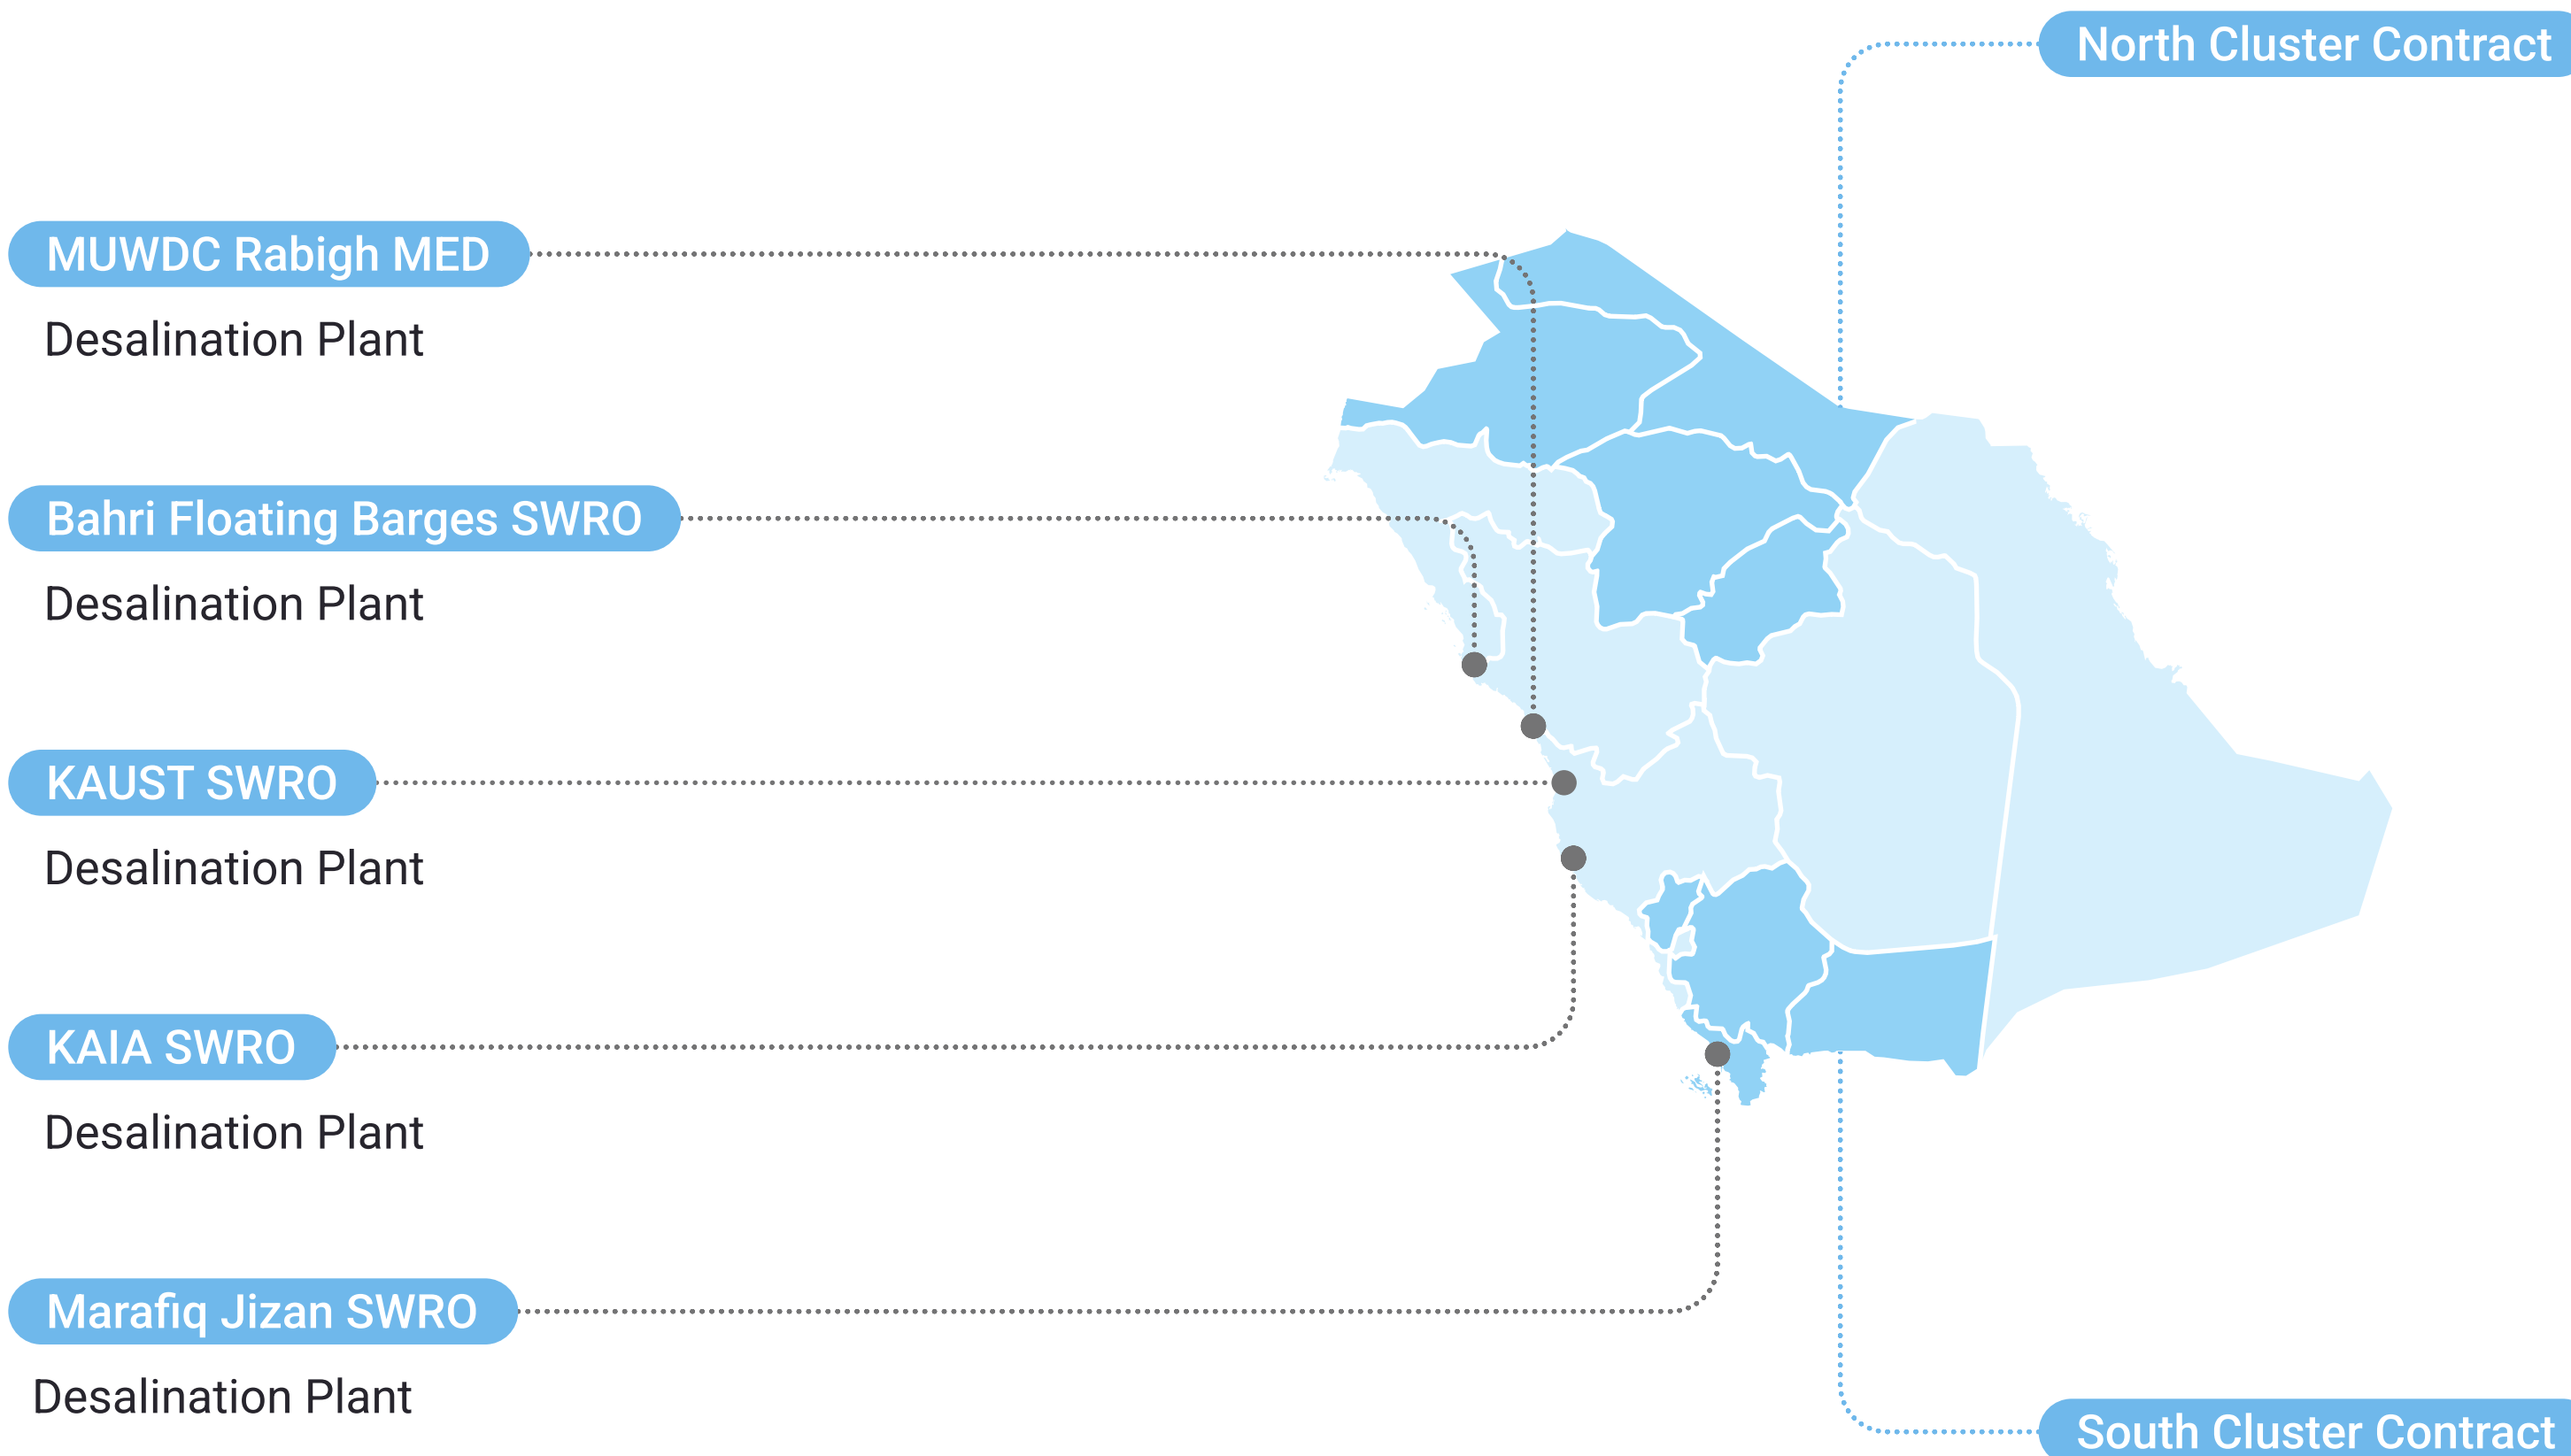 North Cluster Contract
MUWDC Rabigh MED
Desalination Plant
Bahri Floating Barges SWRO
Desalination Plant
KAUST SWRO
Desalination Plant
KAIA SWRO
Desalination Plant
Marafiq Jizan SWRO
Desalination Plant
South Cluster Contract